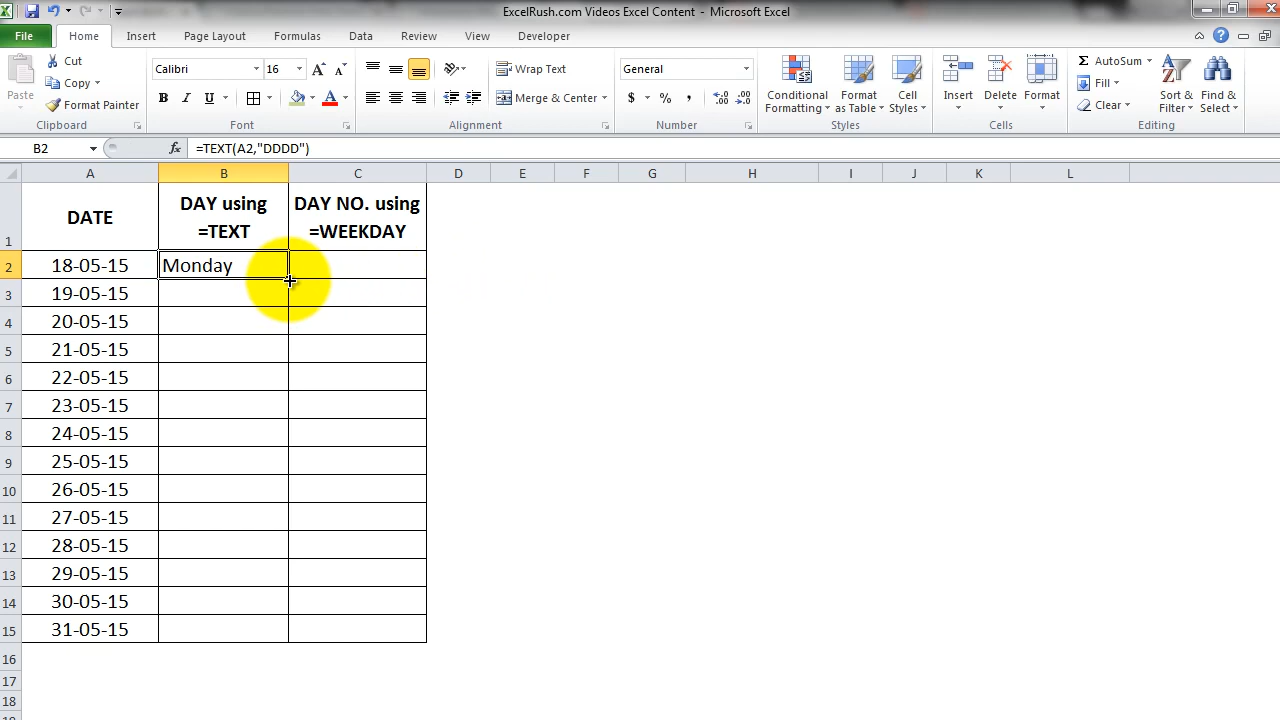 ExcelRush.com Videos Excel Content - Microsoft Excel
File Home Insert Page Layout Formulas Data Review View Developer
Paste
Cut
Copy
Format Painter
Clipboard
Calibri 16
B I U
Font
Wrap Text
Merge & Center
Alignment
General
$ % ,
Number
Conditional Formatting
Format as Table
Cell Styles
Styles
Insert Delete Format
Cells
Σ AutoSum
Fill
Clear
Sort & Filter
Find & Select
Editing
B2 fx =TEXT(A2,"DDDD")
A B C D E F G H I J K L
1 DATE DAY using =TEXT DAY NO. using =WEEKDAY
2 18-05-15 Monday
3 19-05-15
4 20-05-15
5 21-05-15
6 22-05-15
7 23-05-15
8 24-05-15
9 25-05-15
10 26-05-15
11 27-05-15
12 28-05-15
13 29-05-15
14 30-05-15
15 31-05-15
16
17
18